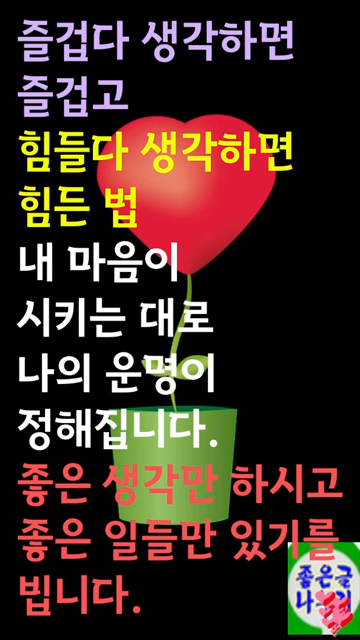 즐겁다 생각하면
즐겁고
힘들다 생각하면
힘든 법
내 마음이
시키는 대로
나의 운명이
정해집니다.
좋은 생각만 하시고
좋은 일들만 있기를
빕니다.
좋은글